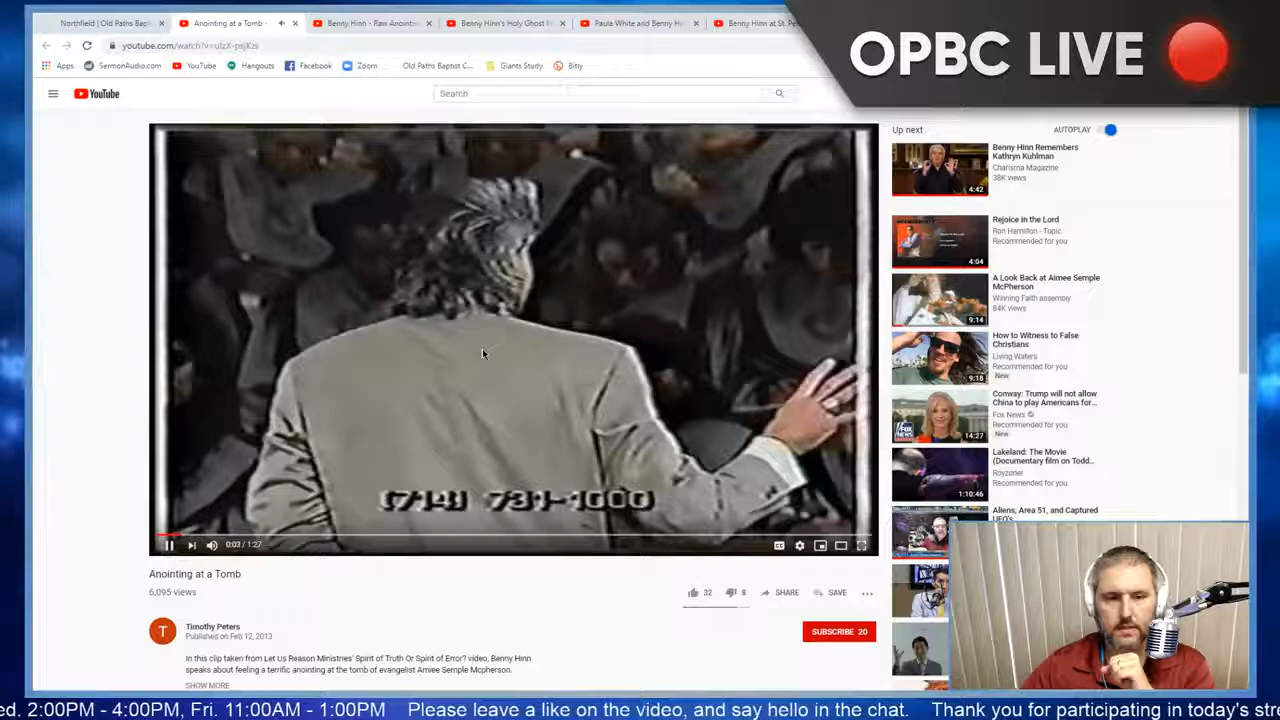 Northfield | Old Paths Bapt
Anointing at a Tomb -
Benny Hinn - Raw Anointin
Benny Hinn's Holy Ghost M
Paula White and Benny Hi
Benny Hinn at St. Pe
OPBC LIVE
youtube.com/watch?v=
Apps
SermonAudio.com
YouTube
Hangouts
Facebook
Zoom
Old Paths Baptist C...
Giants Study
Bitty
YouTube
Search
(714) 731-1000
0:03 / 1:27
Anointing at a Tomb
6,095 views
32
8
SHARE
SAVE
T
Timothy Peters
Published on Feb 12, 2013
SUBSCRIBE 20
In this clip taken from Let Us Reason Ministries' Spirit of Truth Or Spirit of Error? video, Benny Hinn
speaks about feeling a terrific anointing at the tomb of evangelist Amiee Semple Mcpherson.
SHOW MORE
Up next
AUTOPLAY
Benny Hinn Remembers
Kathryn Kuhlman
Charisma Magazine
38K views
4:42
Rejoice in the Lord
Ron Hamilton - Topic
Recommended for you
4:04
A Look Back at Aimee Semple
McPherson
Winning Faith assembly
84K views
9:14
How to Witness to False
Christians
Living Waters
Recommended for you
New
9:18
Conway: Trump will not allow
China to play Americans for...
Fox News
Recommended for you
New
14:27
Lakeland: The Movie
(Documentary film on Todd...
Royzoner
Recommended for you
1:10:46
Aliens, Area 51, and Captured
UFO's
ed. 2:00PM - 4:00PM, Fri. 11:00AM - 1:00PM Please leave a like on the video, and say hello in the chat. Thank you for participating in today's stre